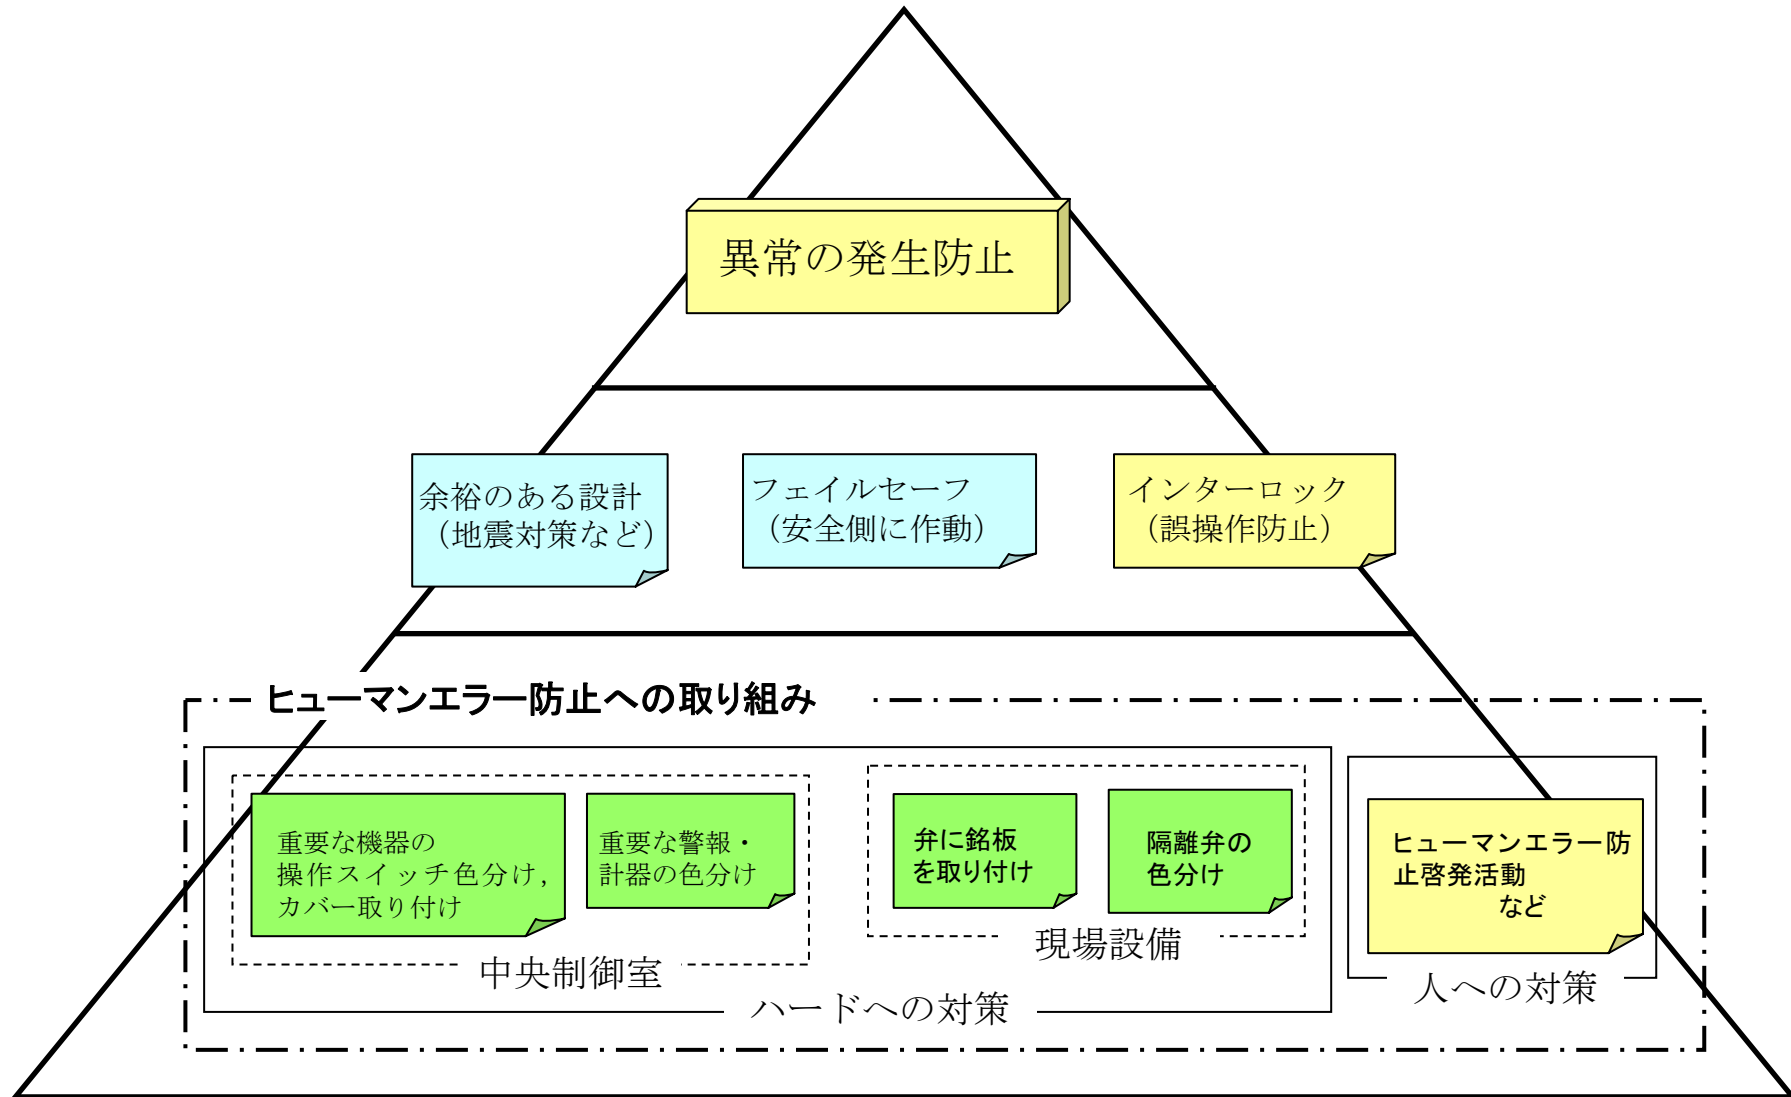 異常の発生防止
余裕のある設計
（地震対策など）
フェイルセーフ
（安全側に作動）
インターロック
（誤操作防止）
ヒューマンエラー防止への取り組み
重要な機器の
操作スイッチ色分け，
カバー取り付け
重要な警報・
計器の色分け
中央制御室
弁に銘板
を取り付け
隔離弁の
色分け
現場設備
ハードへの対策
ヒューマンエラー防
止啓発活動
など
人への対策